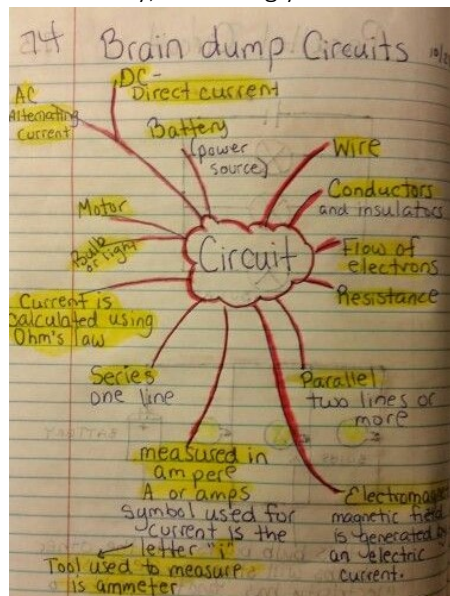 74 Brain dump Circuits
DC-
Direct current
AC
Alternating
Current
Battery
(power
source)
Wire
Conductors
and insulators
Motor
Bulb
or light
Circuit
Flow of
electrons
Resistance
Current is
calculated using
Ohm's law
Series
one line
Parallel
two lines or
more
measured in
ampere
A or amps
Symbol used for
current is the
letter "i"
Tool used to measure
is ammeter
magnetic field
is generated by
an electric
current.